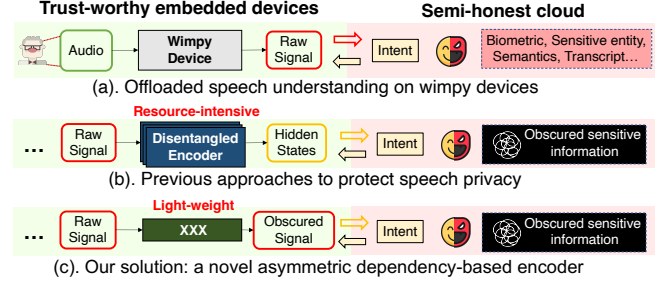 Trust-worthy embedded devices
Semi-honest cloud
Audio
Wimpy
Device
Raw
Signal
Intent
Biometric, Sensitive entity,
Semantics, Transcript...
(a). Offloaded speech understanding on wimpy devices
Resource-intensive
...
Raw
Signal
Disentangled
Encoder
Hidden
States
Intent
Obscured sensitive
information
(b). Previous approaches to protect speech privacy
Light-weight
...
Raw
Signal
XXX
Obscured
Signal
Intent
Obscured sensitive
information
(c). Our solution: a novel asymmetric dependency-based encoder